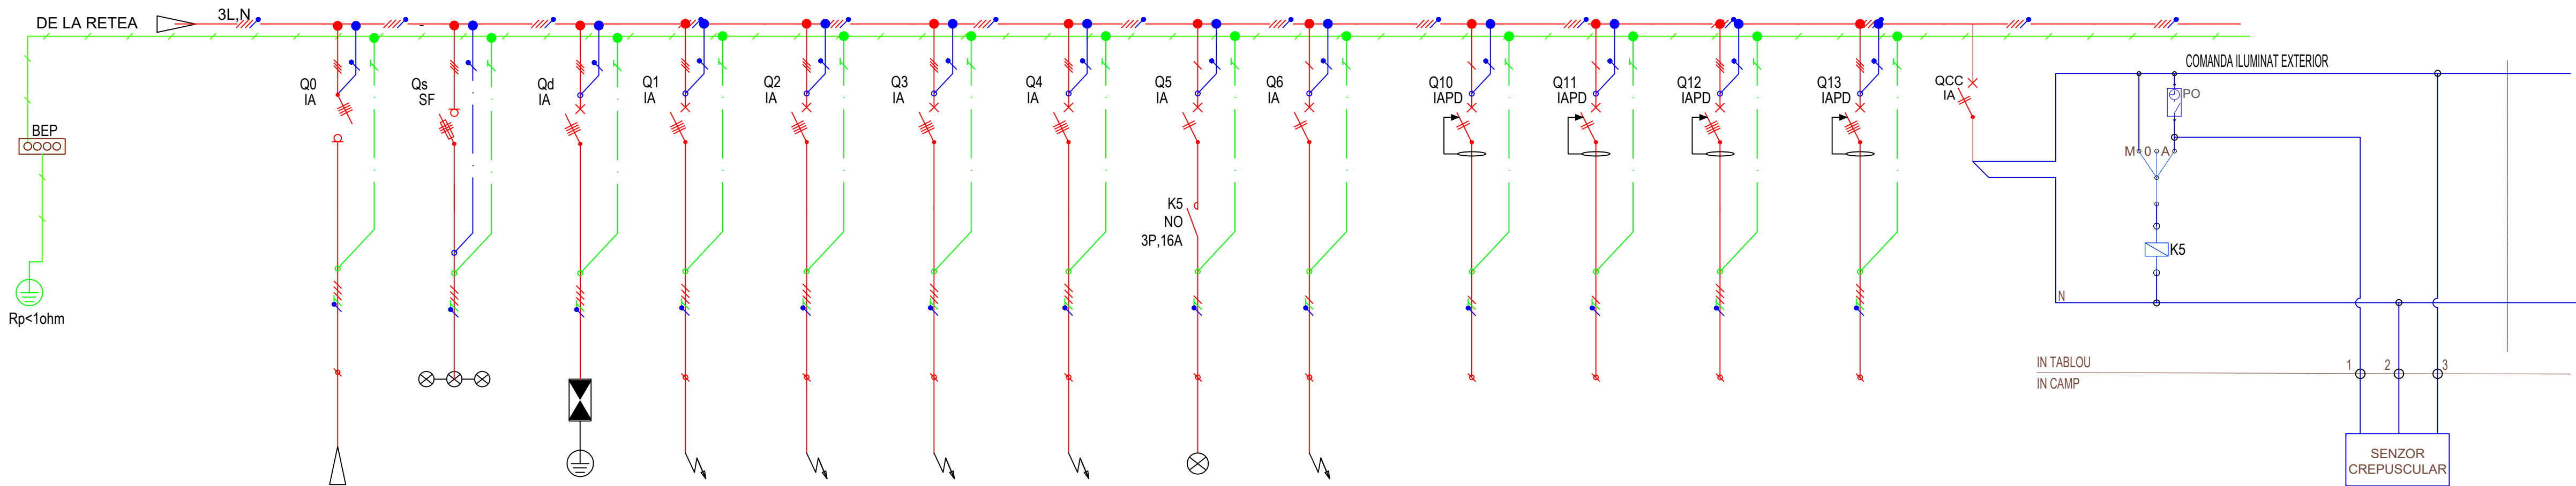 DE LA RETEA
3L,N
BEP
Rp<1ohm
Q0
IA
Qs
SF
Qd
IA
Q1
IA
Q2
IA
Q3
IA
Q4
IA
Q5
IA
K5
NO
3P,16A
Q6
IA
Q10
IAPD
Q11
IAPD
Q12
IAPD
Q13
IAPD
QCC
IA
COMANDA ILUMINAT EXTERIOR
PO
M 0 A
K5
N
IN TABLOU
IN CAMP
1
2
3
SENZOR
CREPUSCULAR